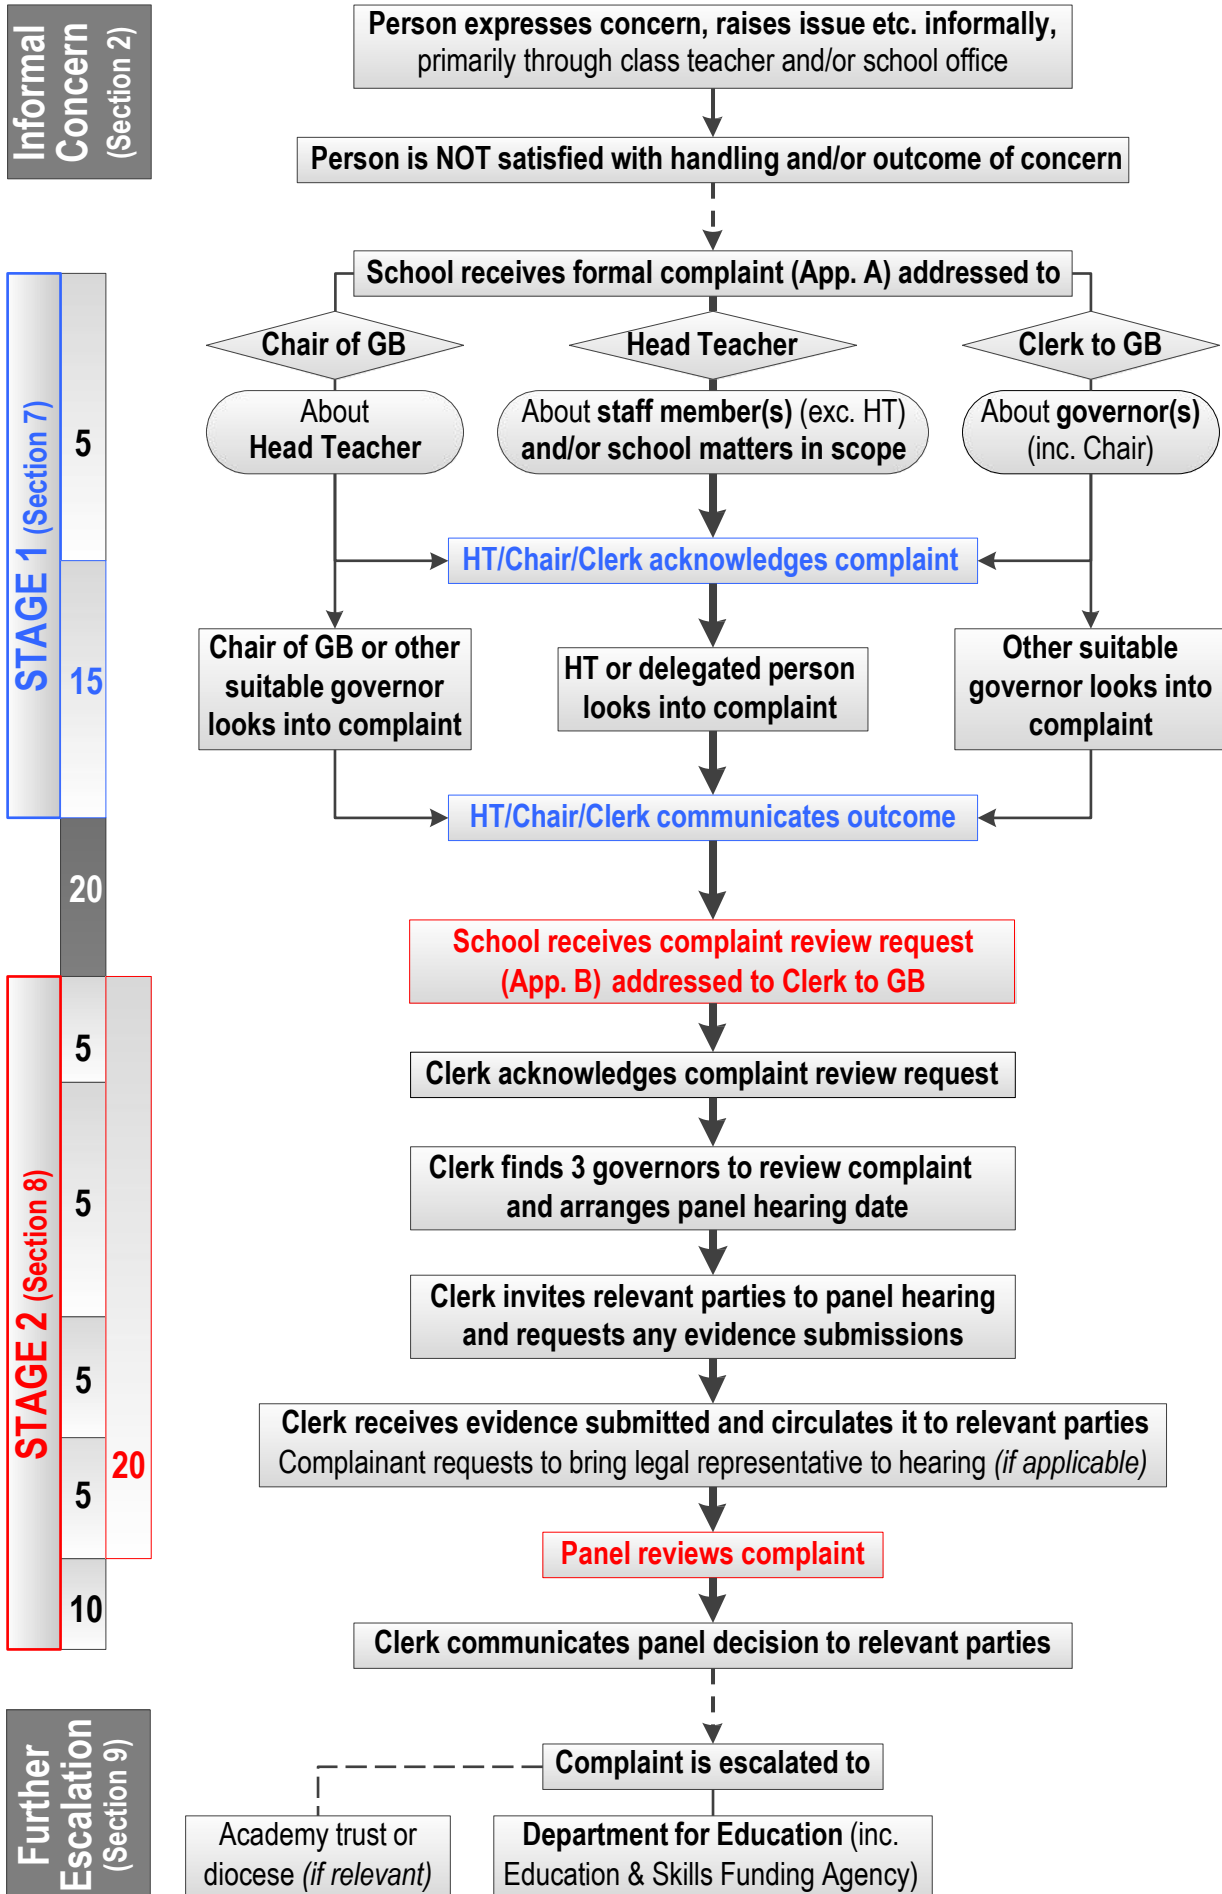 Informal
Concern
(Section 2)
Person expresses concern, raises issue etc. informally,
primarily through class teacher and/or school office
Person is NOT satisfied with handling and/or outcome of concern
STAGE 1 (Section 7)
5
15
School receives formal complaint (App. A) addressed to
Chair of GB
Head Teacher
Clerk to GB
About
Head Teacher
About staff member(s) (exc. HT)
and/or school matters in scope
About governor(s)
(inc. Chair)
HT/Chair/Clerk acknowledges complaint
Chair of GB or other
suitable governor
looks into complaint
HT or delegated person
looks into complaint
Other suitable
governor looks into
complaint
HT/Chair/Clerk communicates outcome
20
School receives complaint review request
(App. B) addressed to Clerk to GB
STAGE 2 (Section 8)
5
5
5
5
20
10
Clerk acknowledges complaint review request
Clerk finds 3 governors to review complaint
and arranges panel hearing date
Clerk invites relevant parties to panel hearing
and requests any evidence submissions
Clerk receives evidence submitted and circulates it to relevant parties
Complainant requests to bring legal representative to hearing (if applicable)
Panel reviews complaint
Clerk communicates panel decision to relevant parties
Further
Escalation
(Section 9)
Complaint is escalated to
Academy trust or
diocese (if relevant)
Department for Education (inc.
Education & Skills Funding Agency)